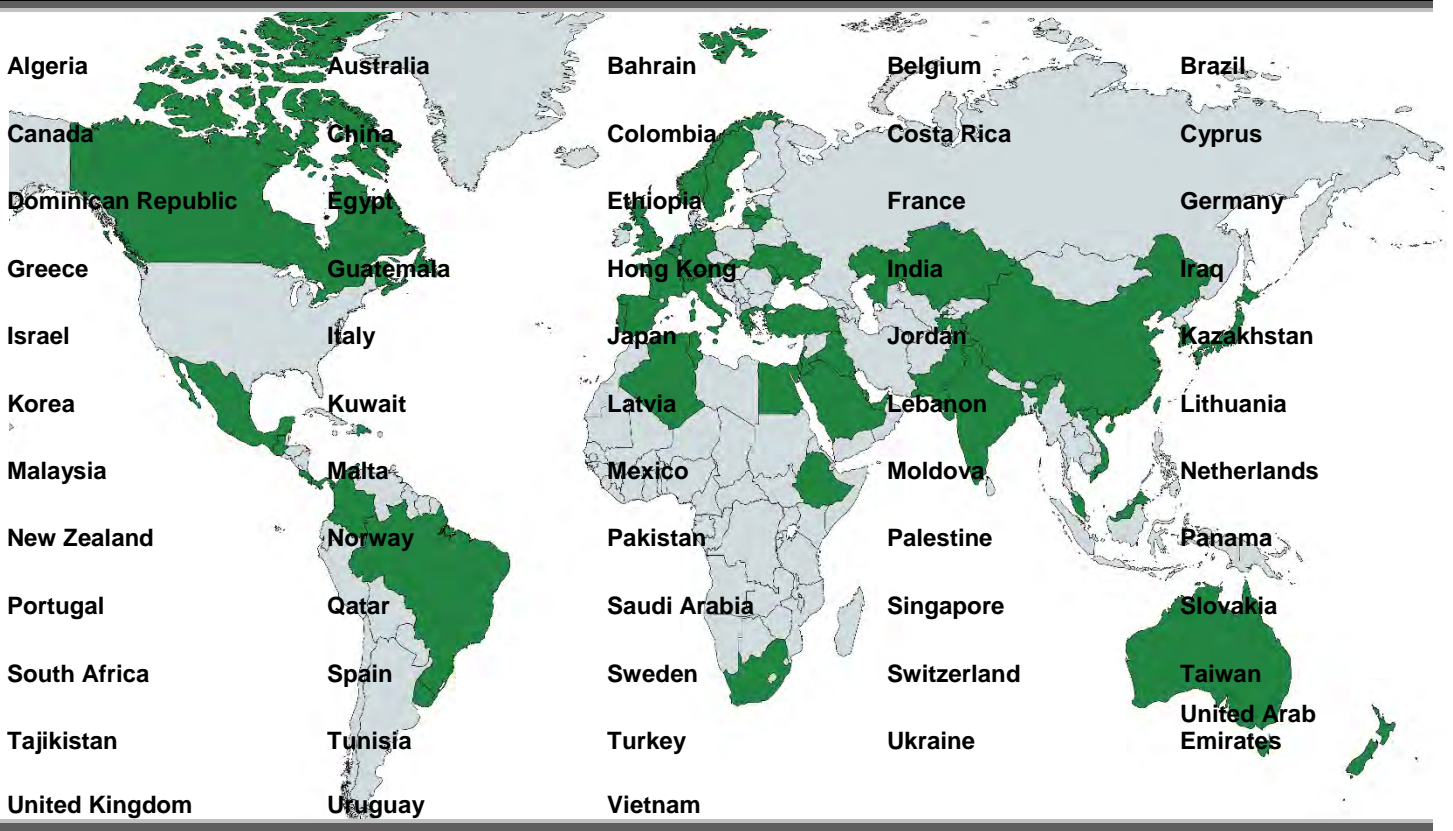 Algeria Australia Bahrain Belgium Brazil
Canada China Colombia Costa Rica Cyprus
Dominican Republic Egypt Ethiopia France Germany
Greece Guatemala Hong Kong India Iraq
Israel Italy Japan Jordan Kazakhstan
Korea Kuwait Latvia Lebanon Lithuania
Malaysia Malta Mexico Moldova Netherlands
New Zealand Norway Pakistan Palestine Panama
Portugal Qatar Saudi Arabia Singapore Slovakia
South Africa Spain Sweden Switzerland Taiwan
Tajikistan Tunisia Turkey Ukraine United Arab
Emirates
United Kingdom Uruguay Vietnam